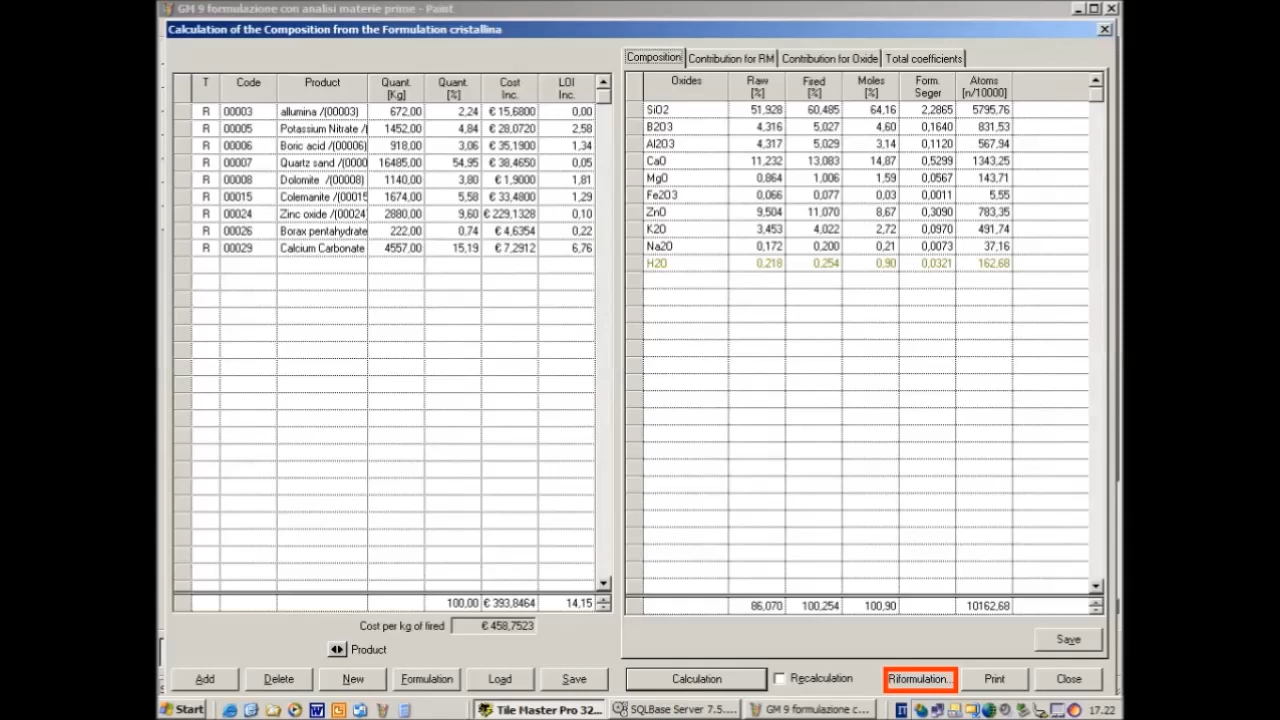 GM 9 formulazione con analisi materie prime - Paint
Calculation of the Composition from the Formulation cristallina
T Code Product Quant. [Kg] Quant. [%] Cost Inc. LOI Inc.
R 00003 allumina /(00003) 672,00 2,24 € 15,6800 0,00
R 00005 Potassium Nitrate /( 1452,00 4,84 € 28,0720 2,58
R 00006 Boric acid /(00006) 918,00 3,06 € 35,1900 1,34
R 00007 Quartz sand /(0000 16485,00 54,95 € 38,4650 0,05
R 00008 Dolomite /(00008) 1140,00 3,80 € 1,9000 1,81
R 00015 Colemanite /(00015 1674,00 5,58 € 33,4800 1,29
R 00024 Zinc oxide /(00024 2880,00 9,60 € 229,1328 0,10
R 00026 Borax pentahydrate 222,00 0,74 € 4,6354 0,22
R 00029 Calcium Carbonate 4557,00 15,19 € 7,2912 6,76
100,00 € 393,8464 14,15
Cost per kg of fired € 458,7523
Product
Add Delete New Formulation Load Save
Composition Contribution for RM Contribution for Oxide Total coefficients
Oxides Raw [%] Fired [%] Moles [%] Form. Seger Atoms [n/10000]
SiO2 51,928 60,485 64,16 2,2865 5795,76
B2O3 4,316 5,027 4,60 0,1640 831,53
Al2O3 4,317 5,029 3,14 0,1120 567,94
CaO 11,232 13,083 14,87 0,5299 1343,25
MgO 0,864 1,006 1,59 0,0567 143,71
Fe2O3 0,066 0,077 0,03 0,0011 5,55
ZnO 9,504 11,070 8,67 0,3090 783,35
K2O 3,453 4,022 2,72 0,0970 491,74
Na2O 0,172 0,200 0,21 0,0073 37,16
H2O 0,218 0,254 0,90 0,0321 162,68
86,070 100,254 100,90 10162,68
Save
Calculation Recalculation Riformulation... Print Close
Start Tile Master Pro 32... SQLBase Server 7.5.... GM 9 formulazione c... 17.22